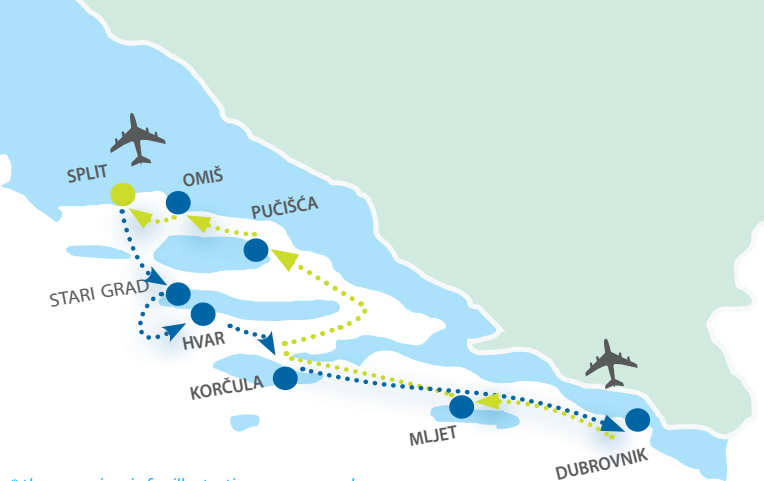 SPLIT
OMIŠ
PUČIŠĆA
STARI GRAD
HVAR
KORČULA
MLJET
DUBROVNIK